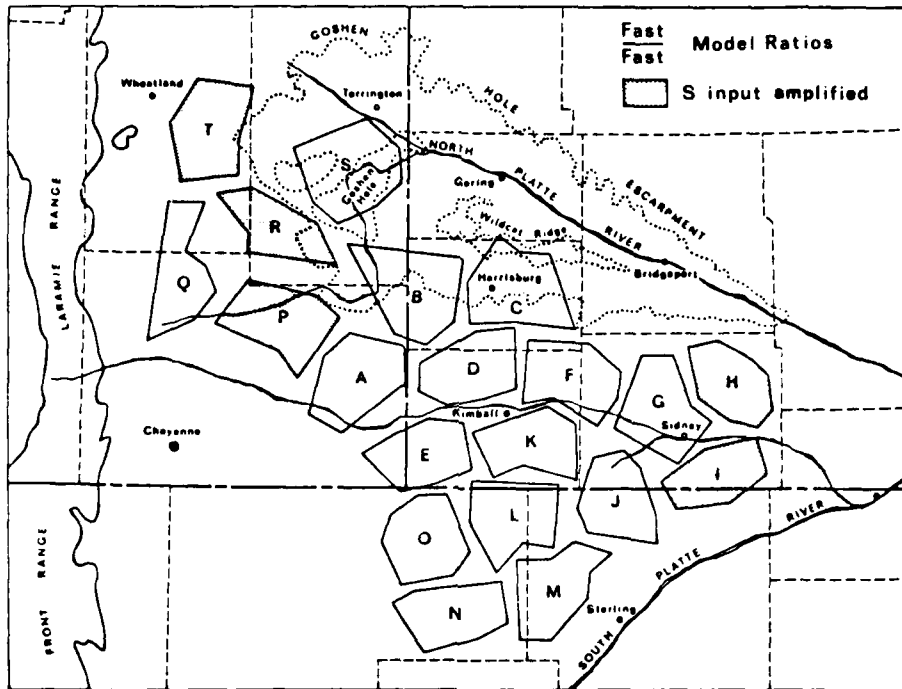 GOSHEN
HOLE
ESCARPMENT
Fast
Fast
Model Ratios
S input amplified
Wheatland
Torrington
T
S
Goshen
Hole
NORTH
PLATTE
RIVER
Gering
Wildcat Ridge
Bridgeport
LARAMIE RANGE
R
Q
B
Harrisburg
C
P
A
D
F
G
H
Kimball
Sidney
Cheyenne
E
K
I
J
L
O
M
N
FRONT RANGE
Sterling
SOUTH
PLATTE
RIVER